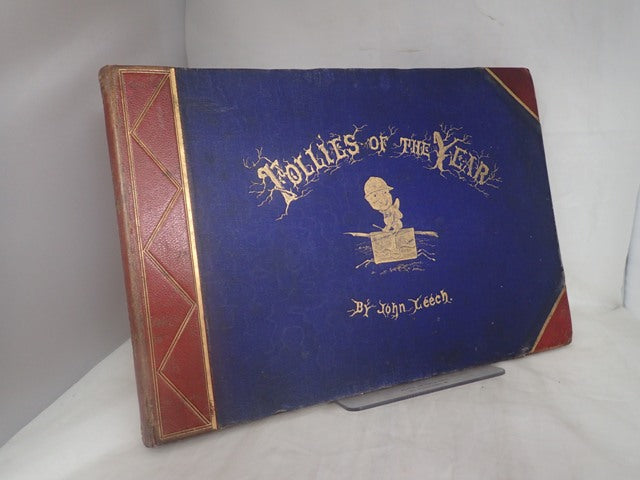 Follies of the Year
By John Leech.